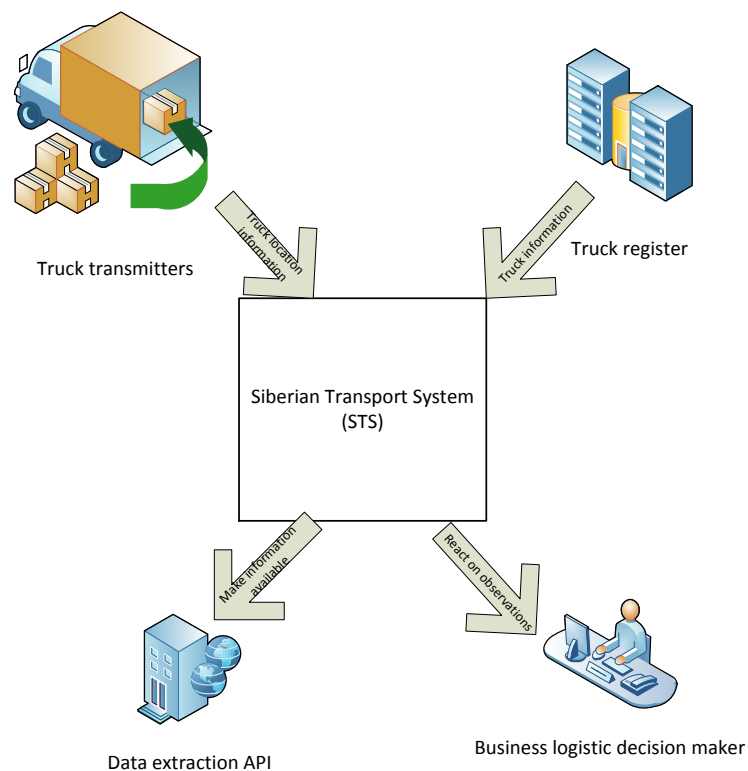 Truck transmitters
Truck register
Truck location
information
Truck information
Siberian Transport System
(STS)
Make information
available
React on observations
Data extraction API
Business logistic decision maker